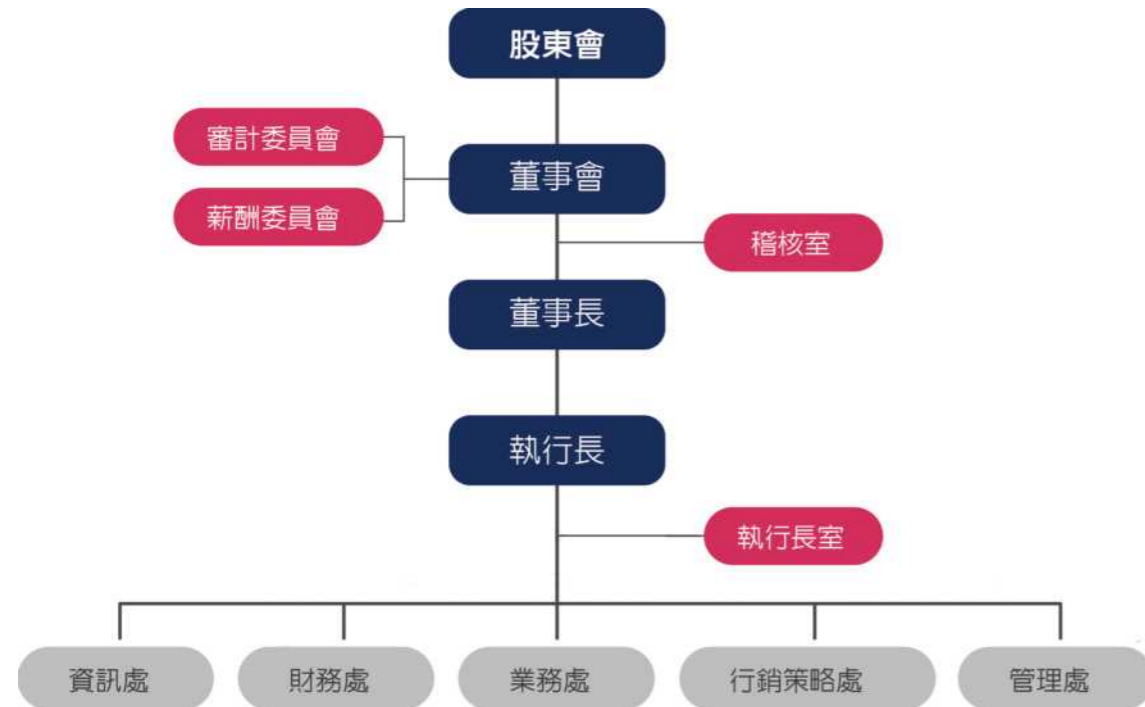 股東會
審計委員會
董事會
薪酬委員會
稽核室
董事長
執行長
執行長室
資訊處
財務處
業務處
行銷策略處
管理處